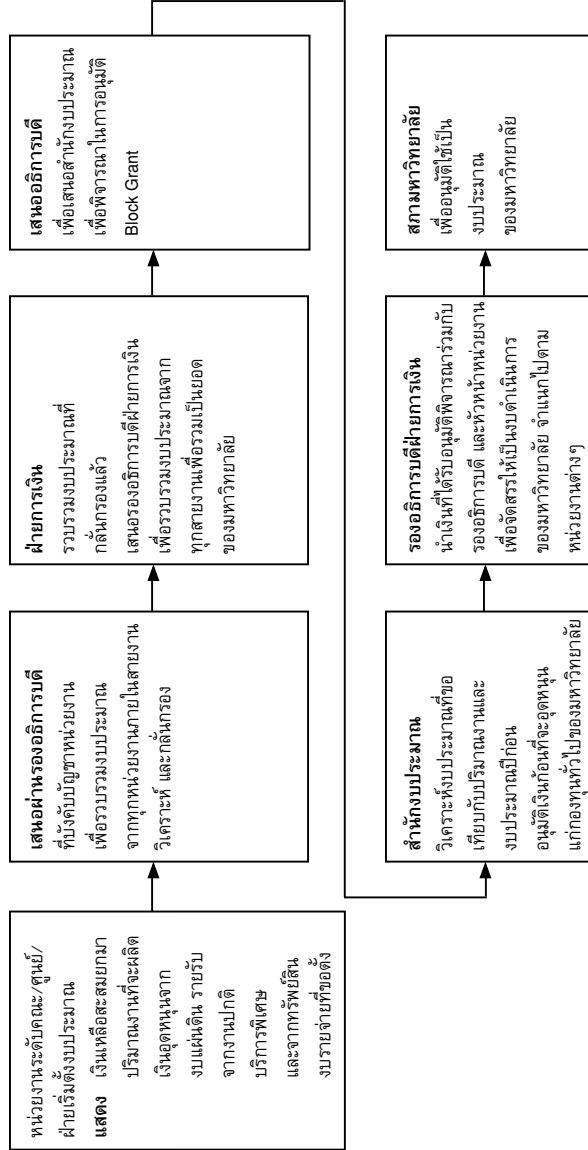 หน่วยงานระดับคณะ/ศูนย์/
ฝ่ายเริ่มตั้งงบประมาณ
แสดง เงินเหลือสะสมยกมา
ปริมาณงานที่จะผลิต
เงินอุดหนุนจาก
งบแผ่นดิน รายรับ
จากงานปกติ
บริการพิเศษ
และจากทรัพย์สิน
งบรายจ่ายที่ขอตั้ง
เสนอผ่านรองอธิการบดี
ที่บังคับบัญชาหน่วยงาน
เพื่อรวบรวมงบประมาณ
จากทุกหน่วยงานภายในสายงาน
วิเคราะห์ และกลั่นกรอง
ฝ่ายการเงิน
รวบรวมงบประมาณที่
กลั่นกรองแล้ว
เสนอรองอธิการบดีฝ่ายการเงิน
เพื่อรวบรวมงบประมาณจาก
ทุกสายงานเพื่อรวมเป็นยอด
ของมหาวิทยาลัย
เสนออธิการบดี
เพื่อเสนอสำนักงบประมาณ
เพื่อพิจารณาในการอนุมัติ
Block Grant
สำนักงบประมาณ
วิเคราะห์งบประมาณที่ขอ
เทียบกับปริมาณงานและ
งบประมาณปีก่อน
อนุมัติเงินก้อนที่จะอุดหนุน
แก่กองทุนทั่วไปของมหาวิทยาลัย
รองอธิการบดีฝ่ายการเงิน
นำเงินที่ได้รับอนุมัติพิจารณาร่วมกับ
รองอธิการบดี และหัวหน้าหน่วยงาน
เพื่อจัดสรรให้เป็นงบดำเนินการ
ของมหาวิทยาลัย จำแนกไปตาม
หน่วยงานต่างๆ
สภามหาวิทยาลัย
เพื่ออนุมัติใช้เป็น
งบประมาณ
ของมหาวิทยาลัย